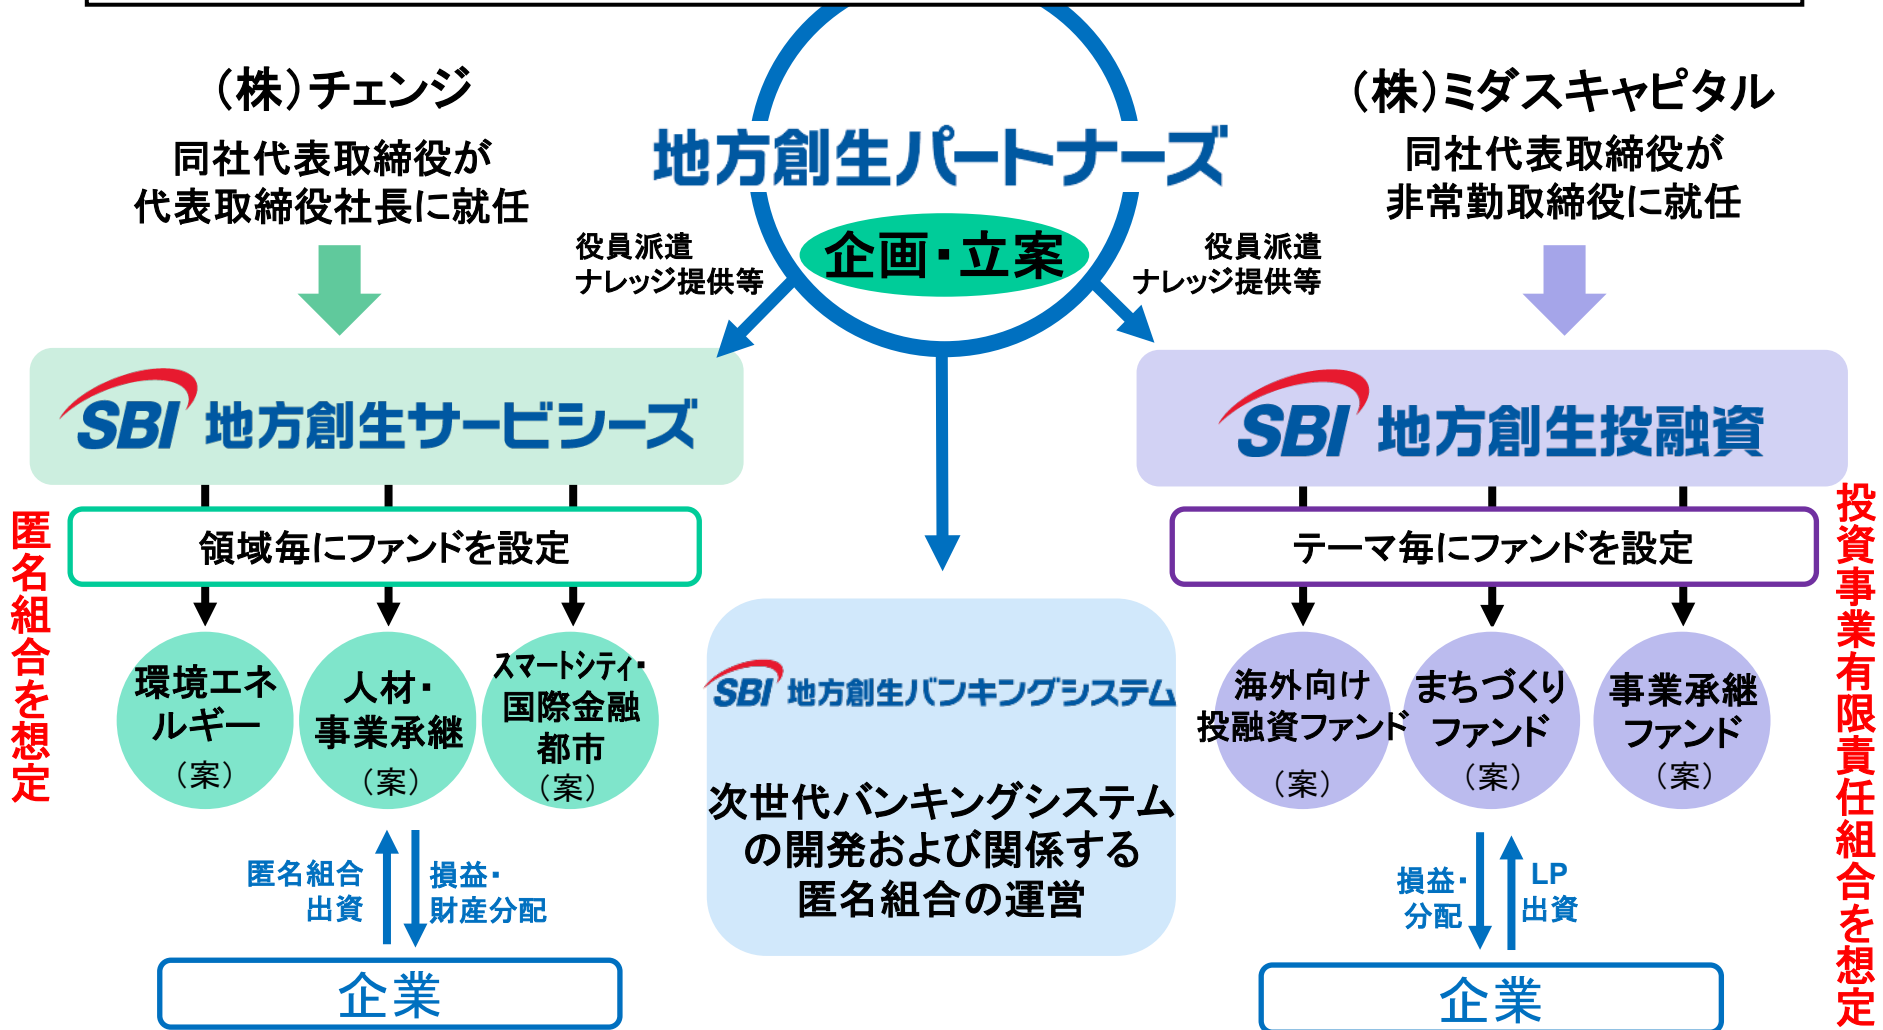 (株)チェンジ
同社代表取締役が
代表取締役社長に就任
地方創生パートナーズ
企画・立案
(株)ミダスキャピタル
同社代表取締役が
非常勤取締役に就任
役員派遣
ナレッジ提供等
役員派遣
ナレッジ提供等
SBI 地方創生サービシーズ
SBI 地方創生投融資
匿名組合を想定
領域毎にファンドを設定
環境エネ
ルギー
(案)
人材・
事業承継
(案)
スマートシティ・
国際金融
都市
(案)
匿名組合
出資
損益・
財産分配
企業
SBI 地方創生バンキングシステム
次世代バンキングシステム
の開発および関係する
匿名組合の運営
テーマ毎にファンドを設定
海外向け
投融資ファンド
(案)
まちづくり
ファンド
(案)
事業承継
ファンド
(案)
損益・
分配
LP
出資
企業
投資事業有限責任組合を想定